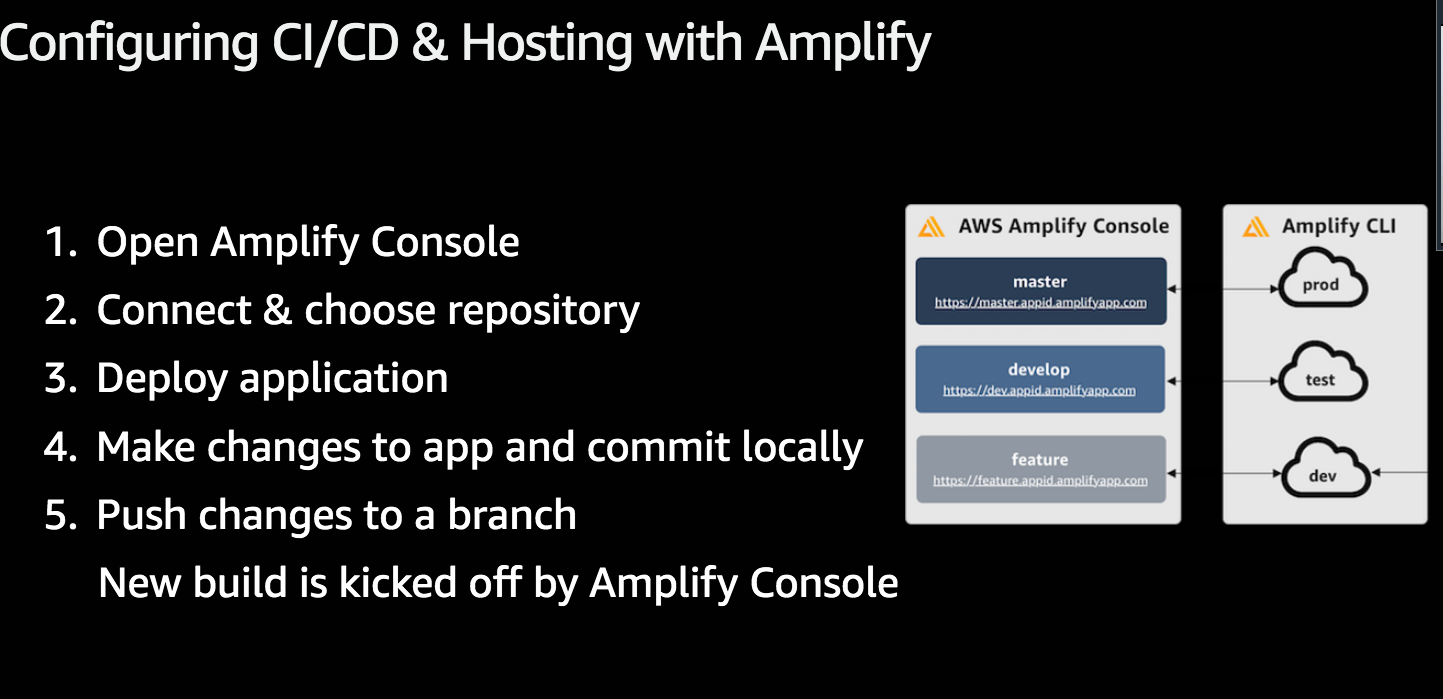 Configuring CI/CD & Hosting with Amplify
1. Open Amplify Console
2. Connect & choose repository
3. Deploy application
4. Make changes to app and commit locally
5. Push changes to a branch
New build is kicked off by Amplify Console
AWS Amplify Console
master
https://master.appid.amplifyapp.com
develop
https://dev.appid.amplifyapp.com
feature
https://feature.appid.amplifyapp.com
Amplify CLI
prod
test
dev